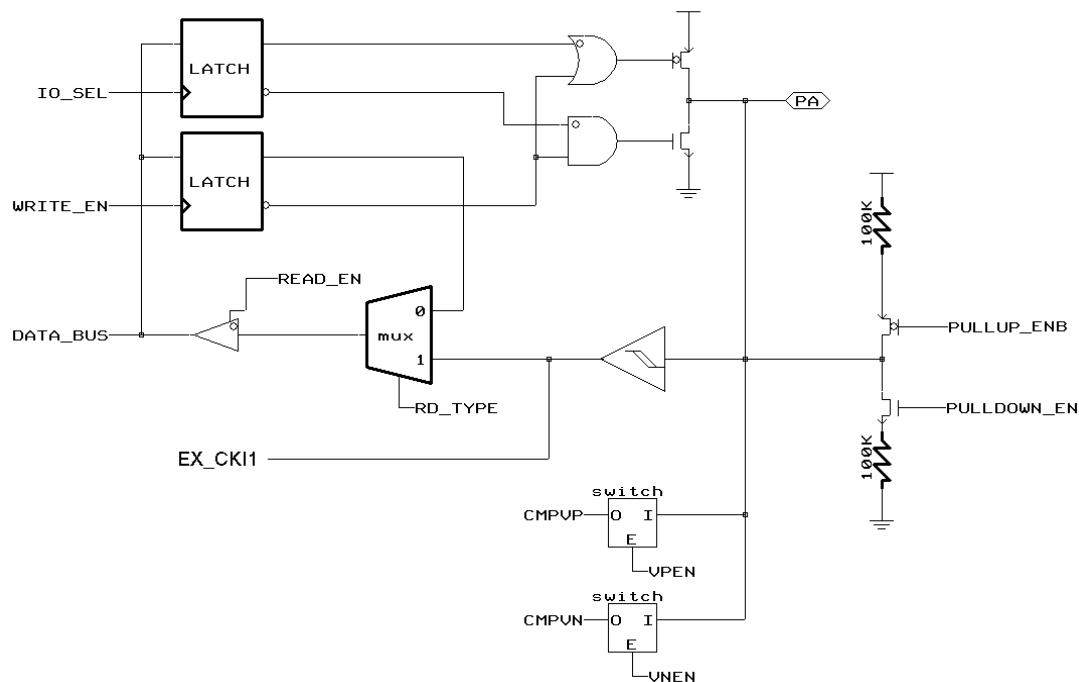 LATCH
IO_SEL
PA
LATCH
WRITE_EN
100K
READ_EN
0
DATA_BUS
mux
1
PULLUP_ENB
RD_TYPE
PULLDOWN_EN
EX_CKI1
100K
switch
CMPVP O I
E
VPEN
switch
CMPVN O I
E
VNEN